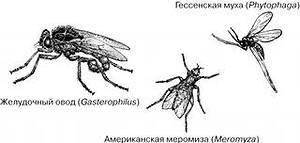 Гессенская муха (Phytophaga)
Желудочный овод (Gasterophilus)
Американская меромиза (Meromyza)